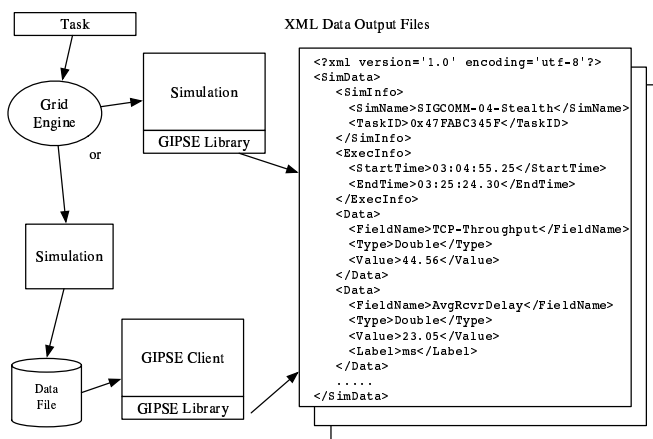 Task
XML Data Output Files
Grid
Engine
or
Simulation
GIPSE Library
Simulation
Data
File
GIPSE Client
GIPSE Library
<?xml version='1.0' encoding='utf-8'?>
<SimData>
<SimInfo>
<SimName>SIGCOMM-04-Stealth</SimName>
<TaskID>0x47FABC345F</TaskID>
</SimInfo>
<ExecInfo>
<StartTime>03:04:55.25</StartTime>
<EndTime>03:25:24.30</EndTime>
</ExecInfo>
<Data>
<FieldName>TCP-Throughput</FieldName>
<Type>Double</Type>
<Value>44.56</Value>
</Data>
<Data>
<FieldName>AvgRcvrDelay</FieldName>
<Type>Double</Type>
<Value>23.05</Value>
<Label>ms</Label>
</Data>
.....
</SimData>